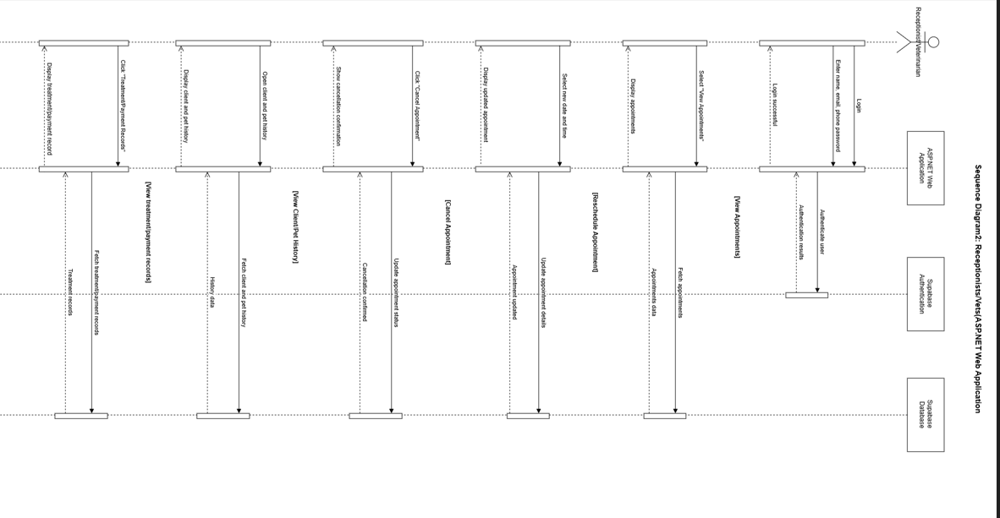 Sequence Diagram2: Receptionists/Vets(ASP.NET Web Application
Receptionist/Veterinarian
ASP.NET Web
Application
Supabase
Authentication
Supabase
Database
Login
Enter name, email, phone password
Authenticate user
Authentication results
Login successful
[View Appointments]
Select "View Appointments"
Fetch appointments
Appointments data
Display appointments
[Reschedule Appointment]
Select new date and time
Update appointment details
Appointment updated
Display updated appointment
[Cancel Appointment]
Click "Cancel Appointment"
Update appointment status
Cancellation confirmed
Show cancellation confirmation
[View Client/Pet History]
Open client and pet history
Fetch client and pet history
History data
Display client and pet history
[View treatment/payment records]
Click "Treatment/Payment Records"
Fetch treatment/payment records
Treatment records
Display treatment/payment record